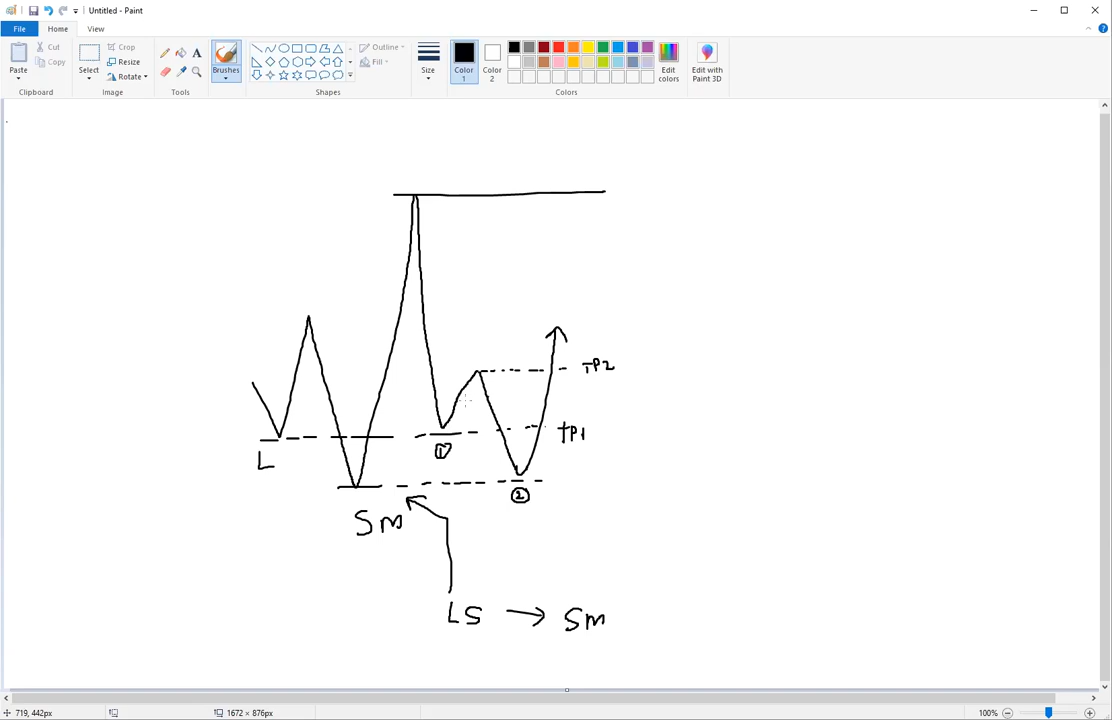 Untitled - Paint
File Home View
Paste
Cut
Copy
Clipboard
Select
Crop
Resize
Rotate
Image
Tools
Brushes
Outline
Fill
Shapes
Size
Color 1
Color 2
Edit colors
Colors
Edit with Paint 3D
TP2
TP1
L
①
②
Sm
LS → Sm
719, 442px
1672 × 876px
100%